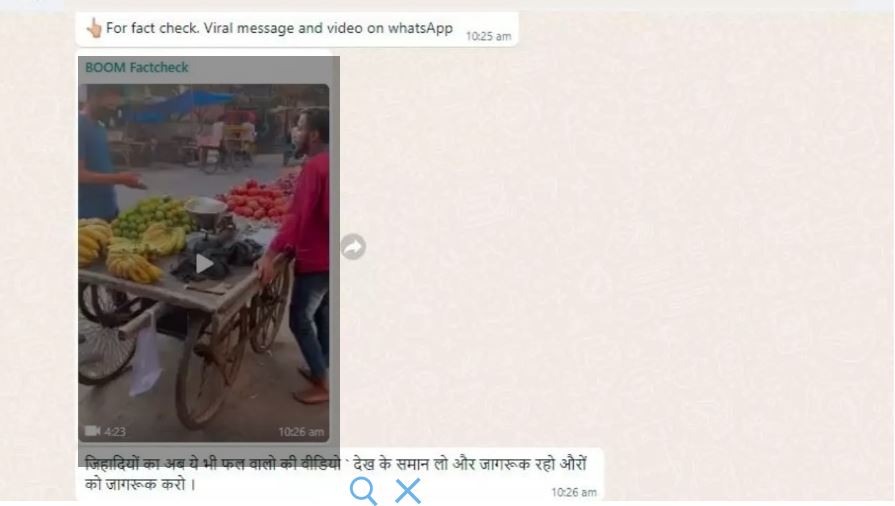 👆For fact check. Viral message and video on whatsApp 10:25 am
BOOM Factcheck
4:23 10:26 am
जिहादियों का अब ये भी फल वालो की वीडियो ` देख के समान लो और जागरूक रहो औरों
को जागरूक करो ।
10:26 am